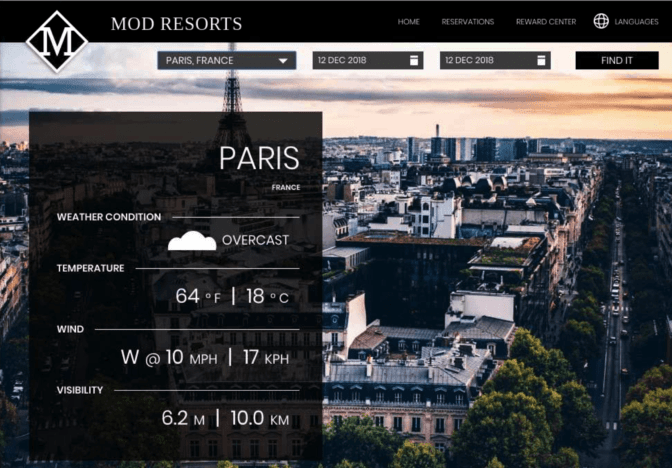 M MOD RESORTS HOME RESERVATIONS REWARD CENTER LANGUAGES
PARIS, FRANCE 12 DEC 2018 12 DEC 2018 FIND IT
PARIS
FRANCE
WEATHER CONDITION
OVERCAST
TEMPERATURE
64 ° F | 18 ° C
WIND
W @ 10 MPH | 17 KPH
VISIBILITY
6.2 M | 10.0 KM